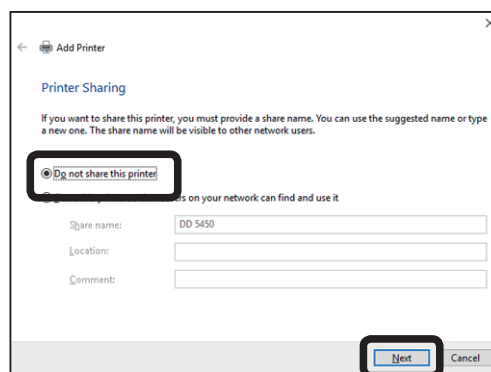 Add Printer
Printer Sharing
If you want to share this printer, you must provide a share name. You can use the suggested name or type
a new one. The share name will be visible to other network users.
Do not share this printer
on your network can find and use it
Share name: DD 5450
Location:
Comment:
Next Cancel